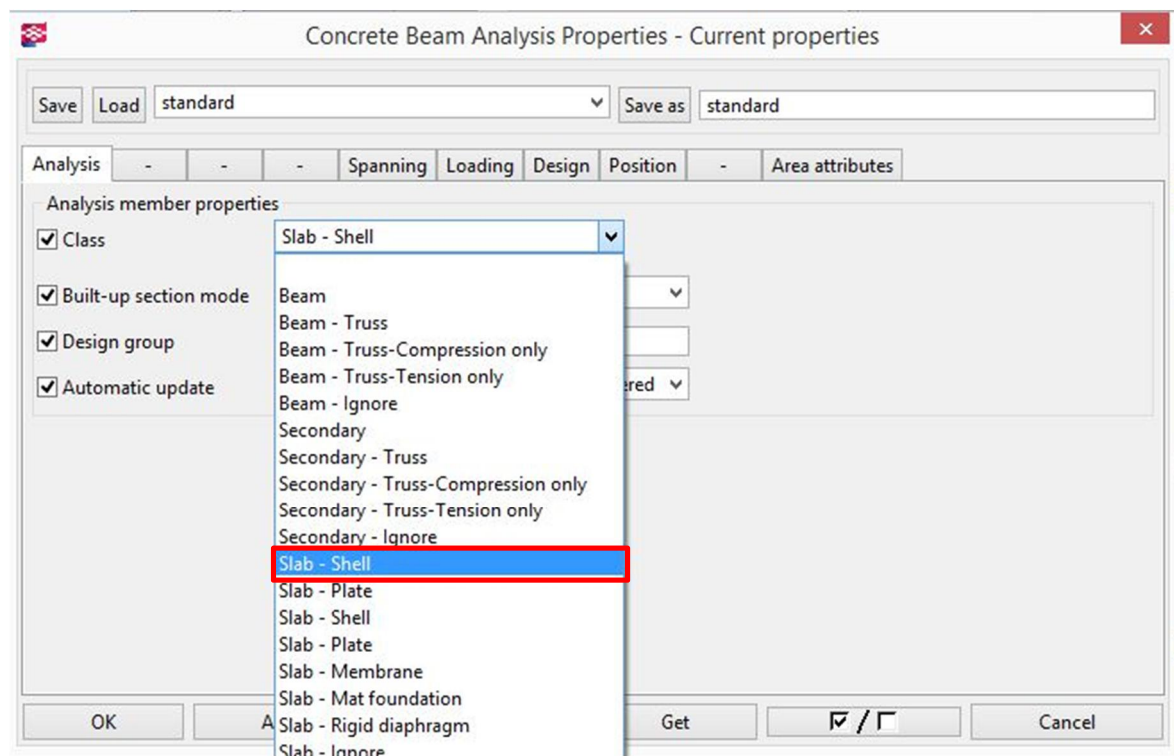 Concrete Beam Analysis Properties - Current properties
Save Load standard Save as standard
Analysis - - - Spanning Loading Design Position - Area attributes
Analysis member properties
Class Slab - Shell
Built-up section mode
Design group
Automatic update
Beam
Beam - Truss
Beam - Truss-Compression only
Beam - Truss-Tension only
Beam - Ignore
Secondary
Secondary - Truss
Secondary - Truss-Compression only
Secondary - Truss-Tension only
Secondary - Ignore
Slab - Shell
Slab - Plate
Slab - Shell
Slab - Plate
Slab - Membrane
Slab - Mat foundation
Slab - Rigid diaphragm
Slab - Ignore
OK Get / Cancel